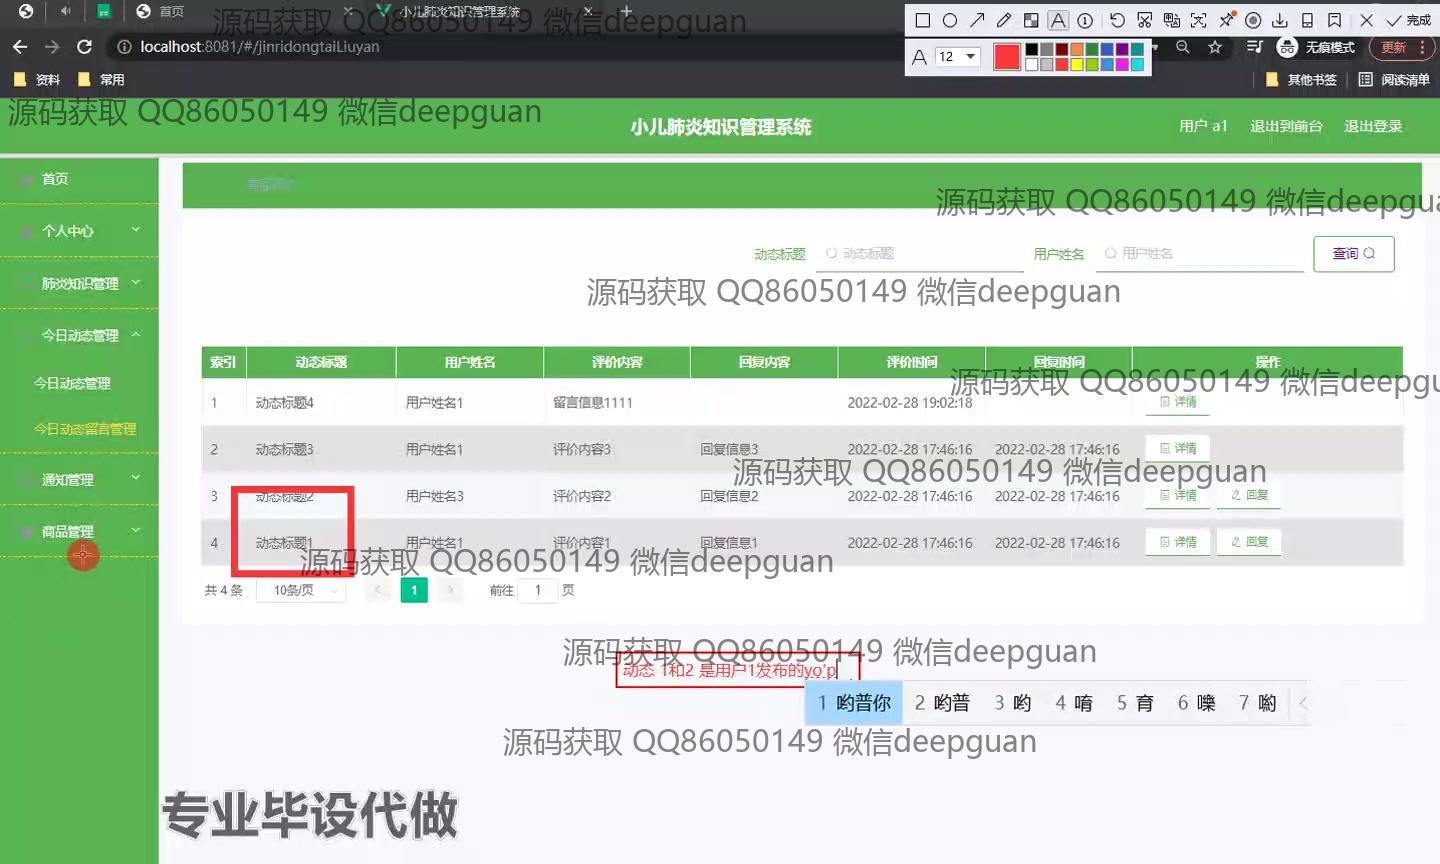 首页
小儿肺炎知识管理系统
源码获取 QQ86050149 微信deepguan
完成
localhost:8081/#/jinridongtaiLiuyan
12
无痕模式
更新
资料
常用
其他书签
阅读清单
源码获取 QQ86050149 微信deepguan
小儿肺炎知识管理系统
用户 a1
退出到前台
退出登录
首页
个人中心
肺炎知识管理
今日动态管理
今日动态管理
今日动态留言管理
通知管理
商品管理
源码获取 QQ86050149 微信deepgua
动态标题
动态标题
用户姓名
用户姓名
查询
源码获取 QQ86050149 微信deepguan
索引 动态标题 用户姓名 评价内容 回复内容 评价时间 回复时间 操作
源码获取 QQ86050149 微信deepgu
1 动态标题4 用户姓名1 留言信息1111 2022-02-28 19:02:18 详情
2 动态标题3 用户姓名1 评价内容3 回复信息3 2022-02-28 17:46:16 2022-02-28 17:46:16 详情
源码获取 QQ86050149 微信deepguan
3 动态标题2 用户姓名3 评价内容2 回复信息2 2022-02-28 17:46:16 2022-02-28 17:46:16 详情 回复
4 动态标题1 用户姓名1 评价内容1 回复信息1 2022-02-28 17:46:16 2022-02-28 17:46:16 详情 回复
源码获取 QQ86050149 微信deepguan
共 4 条 10条/页 1 前往 1 页
源码获取 QQ86050149 微信deepguan
动态 1和2 是用户1发布的yo'p
1 哟普你 2 哟普 3 哟 4 唷 5 育 6 嚛 7 喲
源码获取 QQ86050149 微信deepguan
专业毕设代做